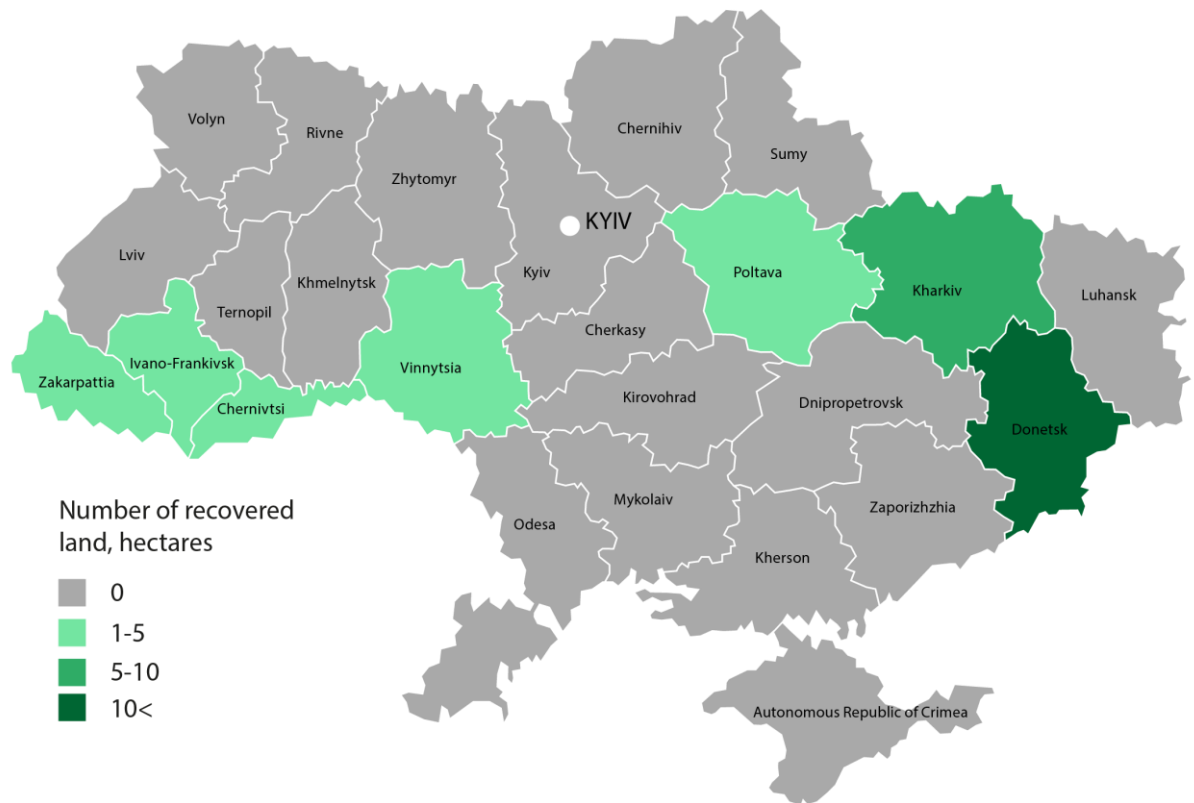 Volyn
Rivne
Zhytomyr
Chernihiv
Sumy
KYIV
Kyiv
Lviv
Ternopil
Khmelnytsk
Poltava
Kharkiv
Luhansk
Cherkasy
Zakarpattia
Ivano-Frankivsk
Chernivtsi
Vinnytsia
Kirovohrad
Dnipropetrovsk
Donetsk
Odesa
Mykolaiv
Zaporizhzhia
Kherson
Autonomous Republic of Crimea
Number of recovered
land, hectares
0
1-5
5-10
10<